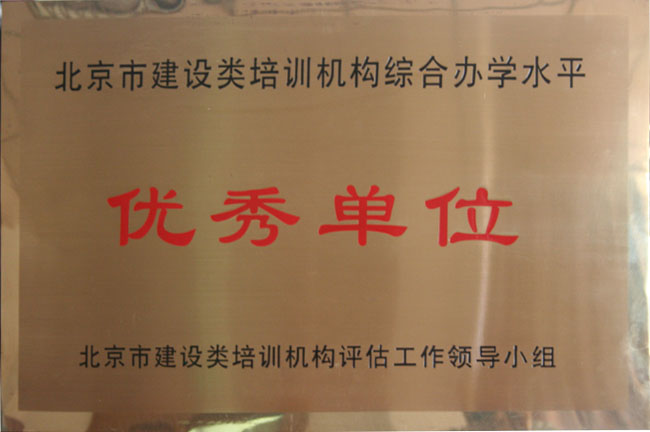 北京市建设类培训机构综合办学水平
优秀单位
北京市建设类培训机构评估工作领导小组